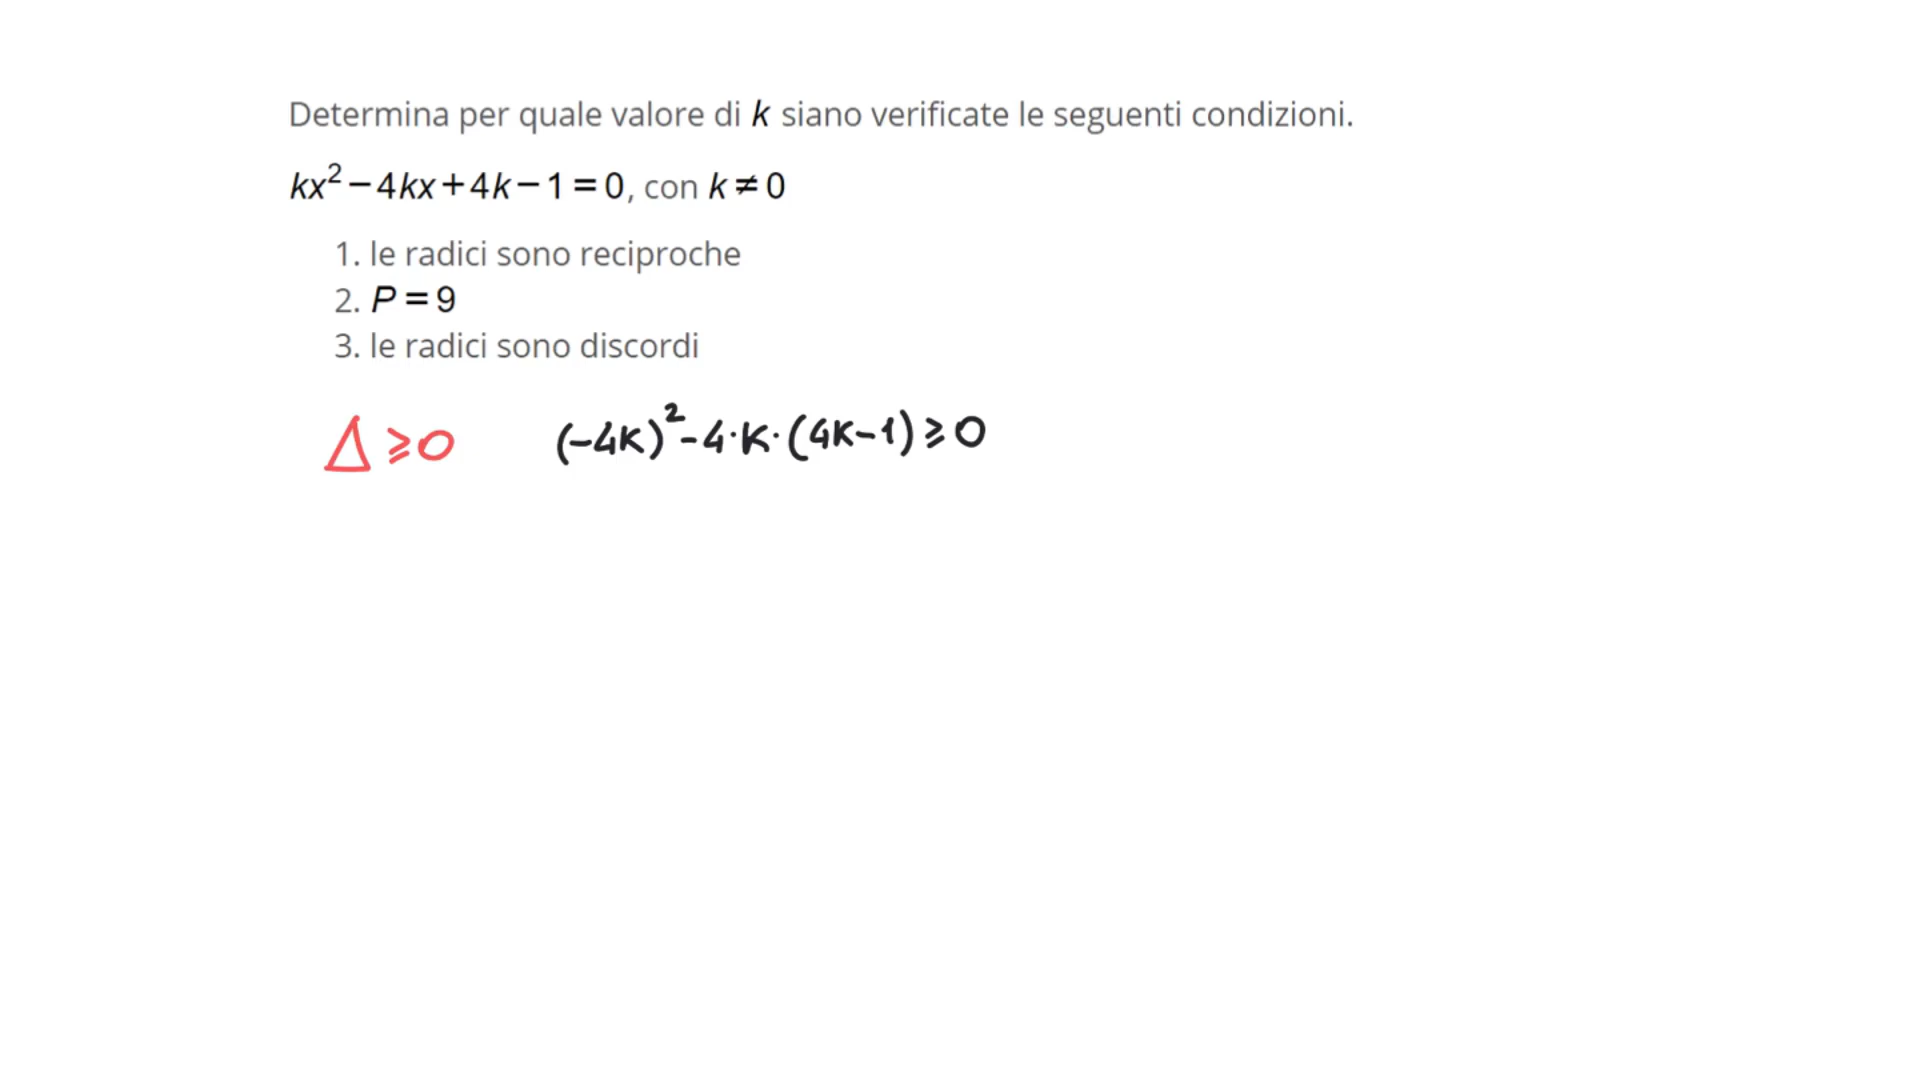 Determina per quale valore di k siano verificate le seguenti condizioni.
kx² − 4kx + 4k − 1 = 0, con k ≠ 0
1. le radici sono reciproche
2. P = 9
3. le radici sono discordi
Δ ⩾ 0 (-4K)² - 4·K·(4K-1) ⩾ 0